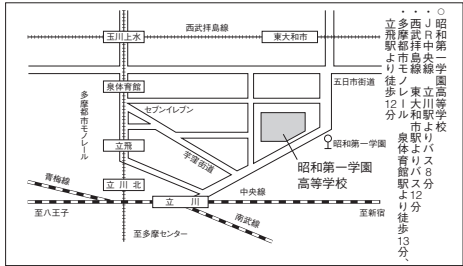 ○昭和第一学園高等学校
・ＪＲ中央線　立川駅よりバス8分
・西武拝島線　東大和市駅よりバス12分
・多摩都市モノレール　泉体育館駅より徒歩13分、
立飛駅より徒歩12分
西武拝島線
玉川上水
東大和市
泉体育館
五日市街道
セブンイレブン
多摩都市モノレール
立飛
芋窪街道
昭和第一学園
昭和第一学園
高等学校
青梅線
立川北
中央線
立川
至八王子
至新宿
南武線
至多摩センター